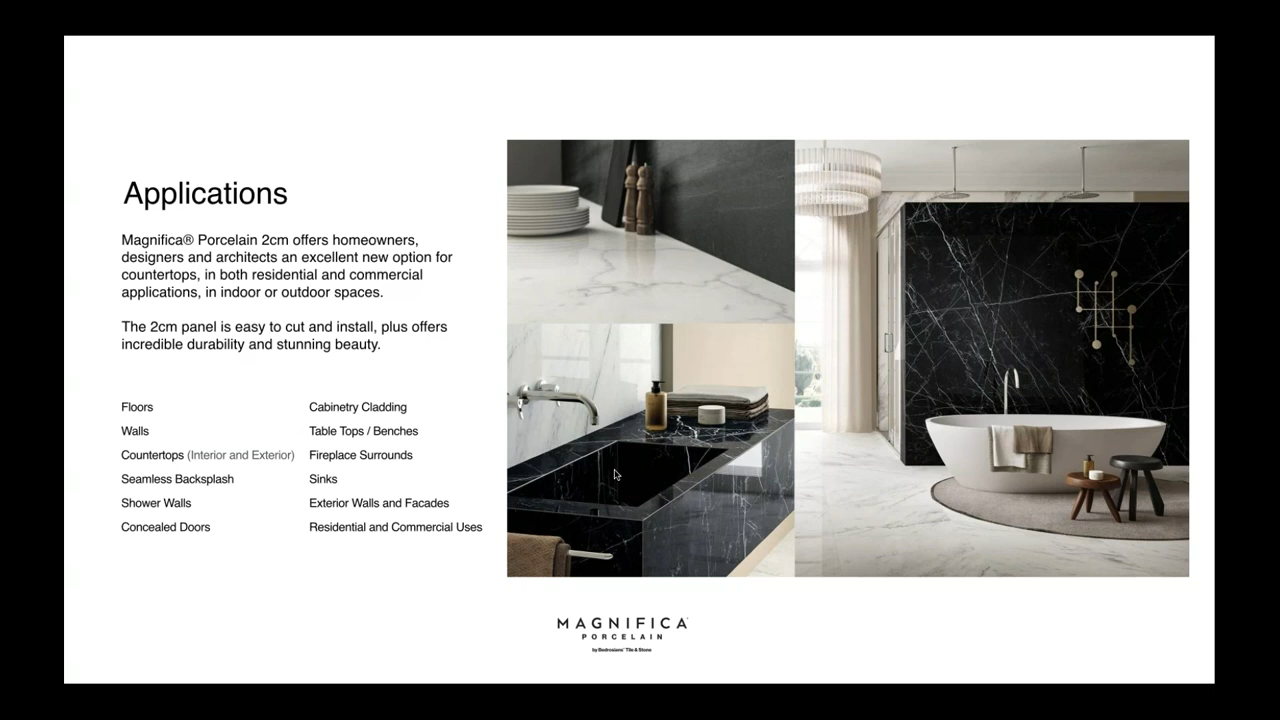 Applications
Magnifica® Porcelain 2cm offers homeowners,
designers and architects an excellent new option for
countertops, in both residential and commercial
applications, in indoor or outdoor spaces.
The 2cm panel is easy to cut and install, plus offers
incredible durability and stunning beauty.
Floors
Walls
Countertops (Interior and Exterior)
Seamless Backsplash
Shower Walls
Concealed Doors
Cabinetry Cladding
Table Tops / Benches
Fireplace Surrounds
Sinks
Exterior Walls and Facades
Residential and Commercial Uses
MAGNIFICA
PORCELAIN
by Bedrosians® Tile & Stone